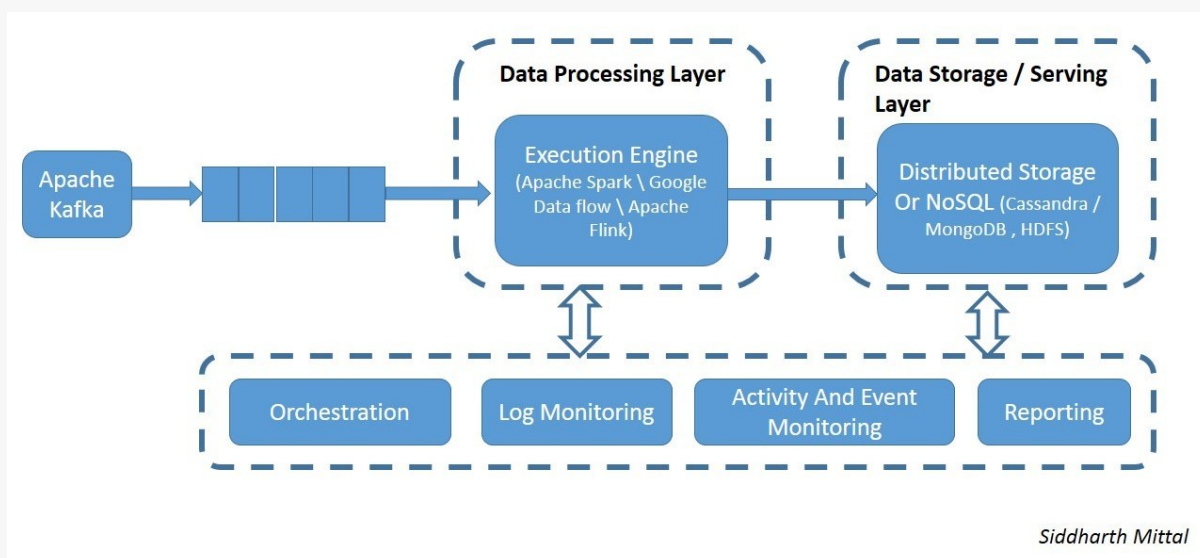 Data Processing Layer
Data Storage / Serving
Layer
Apache
Kafka
Execution Engine
(Apache Spark \ Google
Data flow \ Apache
Flink)
Distributed Storage
Or NoSQL (Cassandra /
MongoDB , HDFS)
Orchestration
Log Monitoring
Activity And Event
Monitoring
Reporting
Siddharth Mittal